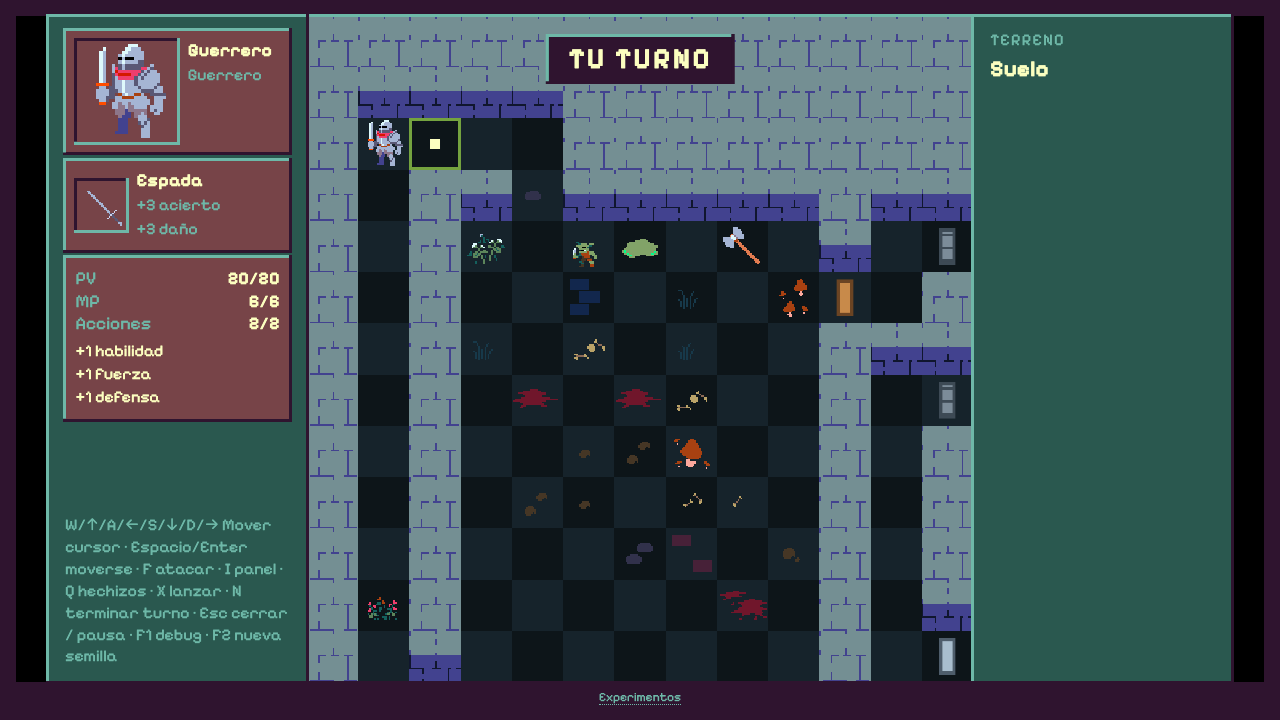 Guerrero
Guerrero
Espada
+3 acierto
+3 daño
PV 80/80
MP 6/6
Acciones 2/2
+1 habilidad
+1 fuerza
+1 defensa
W/↑/A/←/S/↓/D/→ Mover
cursor · Espacio/Enter
moverse · F atacar · I panel ·
Q hechizos · X lanzar · N
terminar turno · Esc cerrar
/ pausa · F1 debug · F2 nueva
semilla
TU TURNO
TERRENO
Suelo
Experimentos